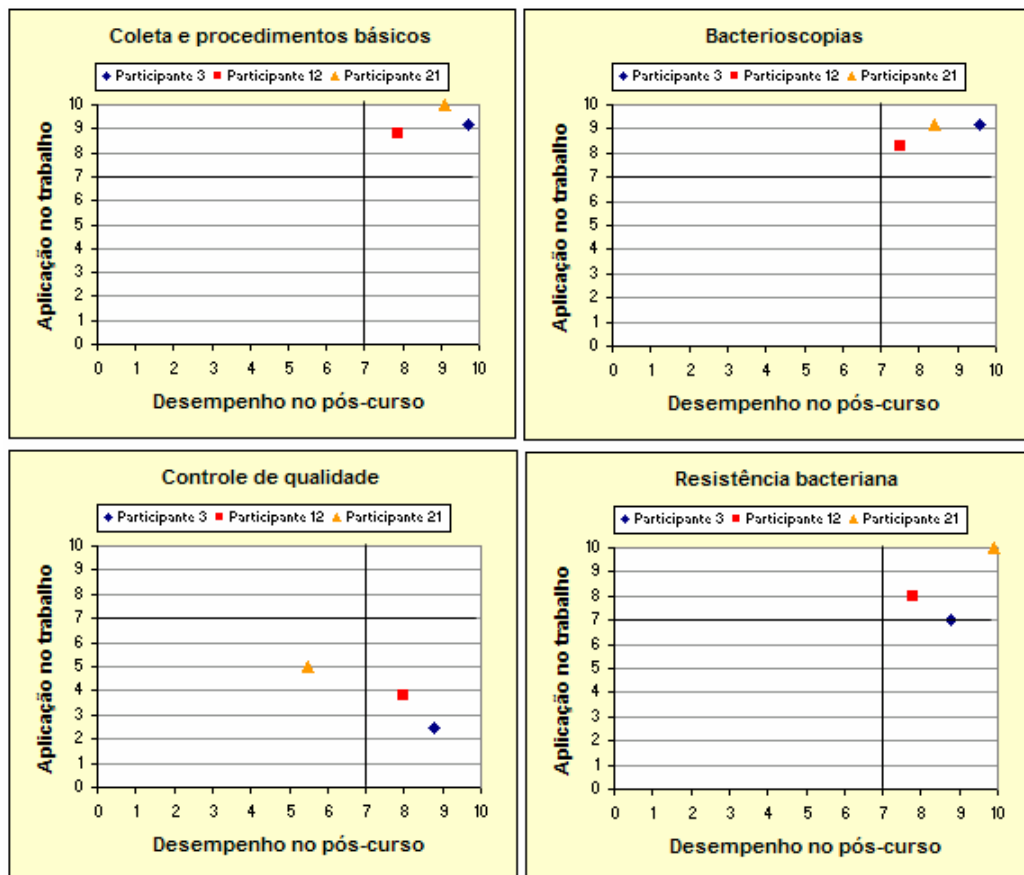 Coleta e procedimentos básicos
Participante 3 Participante 12 Participante 21
Aplicação no trabalho
10
9
8
7
6
5
4
3
2
1
0
0 1 2 3 4 5 6 7 8 9 10
Desempenho no pós-curso
Bacterioscopias
Participante 3 Participante 12 Participante 21
Aplicação no trabalho
10
9
8
7
6
5
4
3
2
1
0
0 1 2 3 4 5 6 7 8 9 10
Desempenho no pós-curso
Controle de qualidade
Participante 3 Participante 12 Participante 21
Aplicação no trabalho
10
9
8
7
6
5
4
3
2
1
0
0 1 2 3 4 5 6 7 8 9 10
Desempenho no pós-curso
Resistência bacteriana
Participante 3 Participante 12 Participante 21
Aplicação no trabalho
10
9
8
7
6
5
4
3
2
1
0
0 1 2 3 4 5 6 7 8 9 10
Desempenho no pós-curso